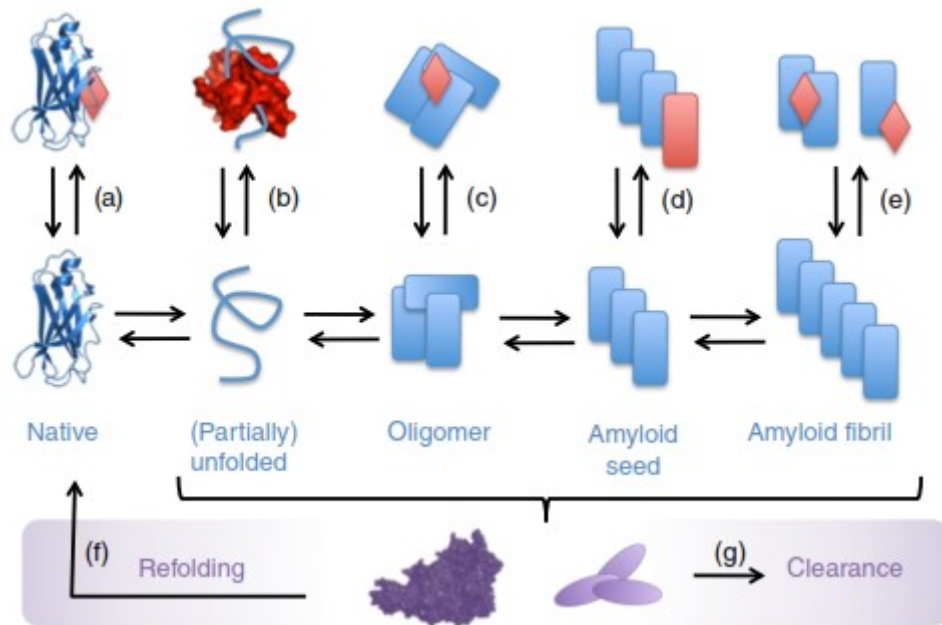 (a)
(b)
(c)
(d)
(e)
Native
(Partially)
unfolded
Oligomer
Amyloid
seed
Amyloid fibril
(f)
Refolding
(g)
Clearance